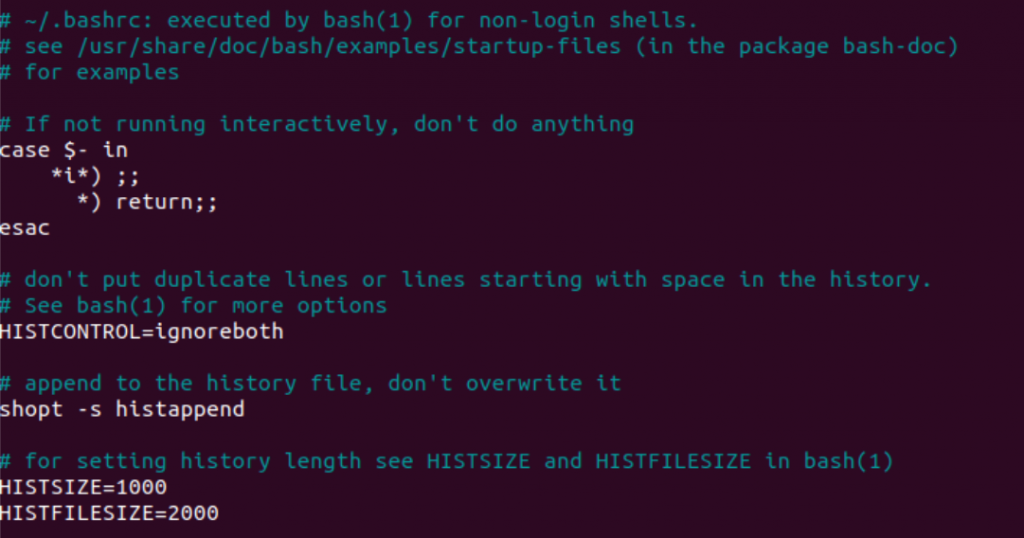 # ~/.bashrc: executed by bash(1) for non-login shells.
# see /usr/share/doc/bash/examples/startup-files (in the package bash-doc)
# for examples
# If not running interactively, don't do anything
case $- in
    *i*) ;;
      *) return;;
esac
# don't put duplicate lines or lines starting with space in the history.
# See bash(1) for more options
HISTCONTROL=ignoreboth
# append to the history file, don't overwrite it
shopt -s histappend
# for setting history length see HISTSIZE and HISTFILESIZE in bash(1)
HISTSIZE=1000
HISTFILESIZE=2000